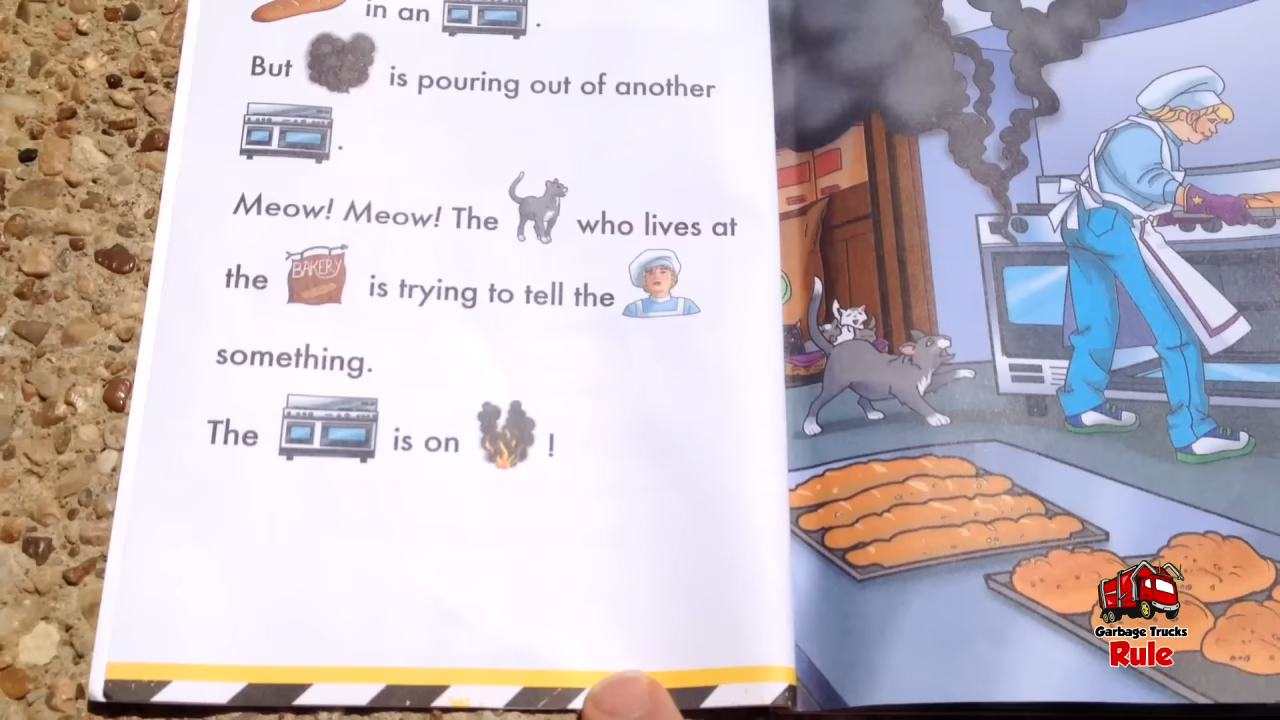 in an .
But is pouring out of another
.
Meow! Meow! The who lives at
the BAKERY is trying to tell the
something.
The is on !
Garbage Trucks
Rule